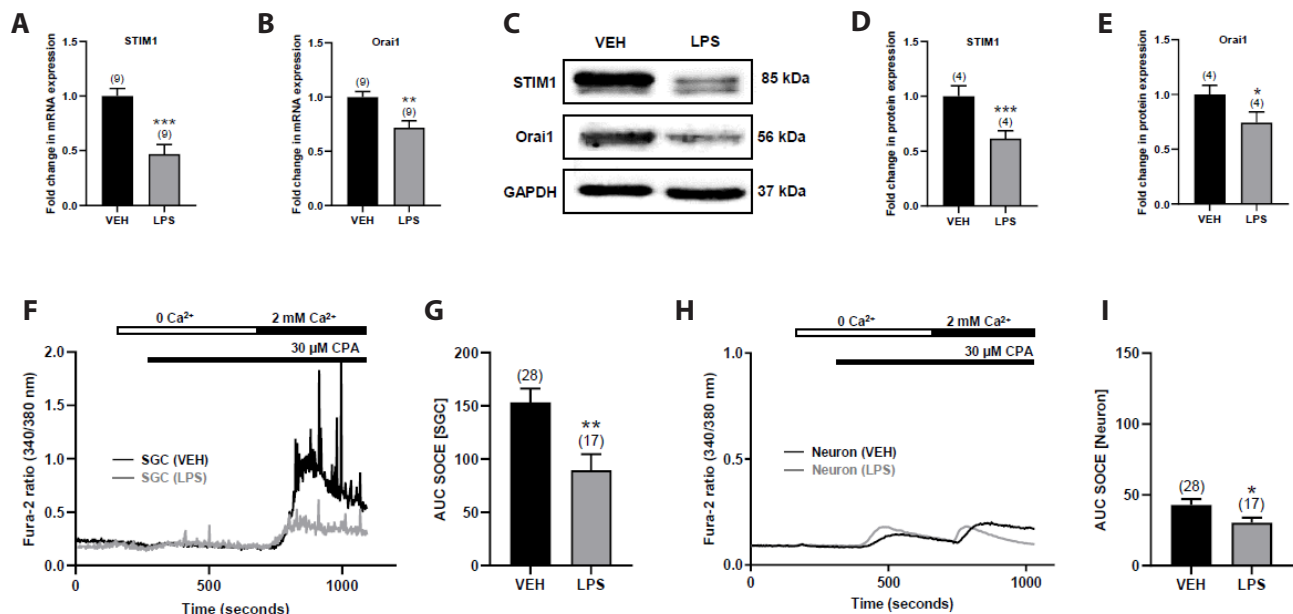 A
STIM1
Fold change in mRNA expression
1.5
1.0
0.5
0.0
(9)
***
(9)
VEH
LPS
B
Orai1
Fold change in mRNA expression
1.5
1.0
0.5
0.0
(9)
**
(9)
VEH
LPS
C
VEH
LPS
STIM1
85 kDa
Orai1
56 kDa
GAPDH
37 kDa
D
STIM1
Fold change in protein expression
1.5
1.0
0.5
0.0
(4)
***
(4)
VEH
LPS
E
Orai1
Fold change in protein expression
1.5
1.0
0.5
0.0
(4)
*
(4)
VEH
LPS
F
0 Ca²⁺
2 mM Ca²⁺
30 µM CPA
Fura-2 ratio (340/380 nm)
2.0
1.5
1.0
0.5
0.0
SGC (VEH)
SGC (LPS)
0
500
1000
Time (seconds)
G
AUC SOCE [SGC]
200
150
100
50
0
(28)
**
(17)
VEH
LPS
H
0 Ca²⁺
2 mM Ca²⁺
30 µM CPA
Fura-2 ratio (340/380 nm)
1.0
0.5
0.0
Neuron (VEH)
Neuron (LPS)
0
500
1000
Time (seconds)
I
AUC SOCE [Neuron]
150
100
50
0
(28)
*
(17)
VEH
LPS